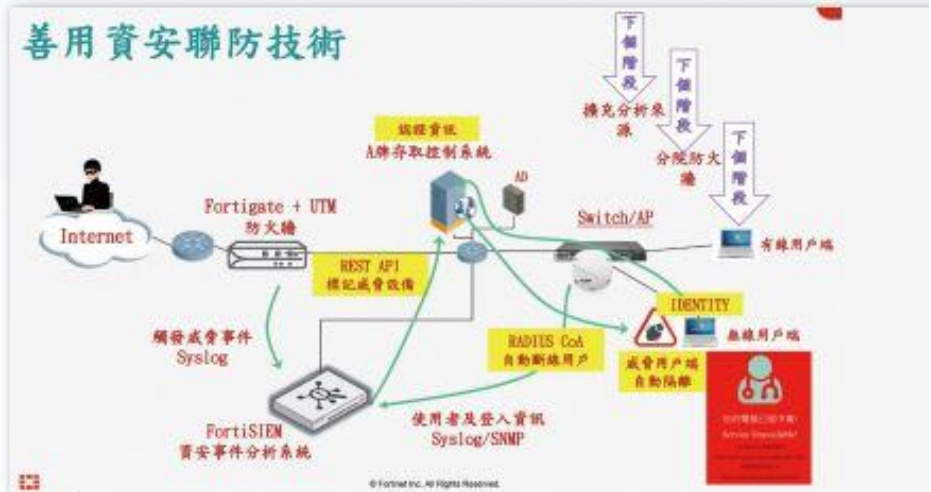 善用資安聯防技術
下個階段
擴充分析來
源
下個階段
分院防火
牆
下個階段
認證資訊
A牌存取控制系統
AD
Internet
Fortigate + UTM
防火牆
Switch/AP
有線用戶端
REST API
標記威脅設備
IDENTITY
無線用戶端
觸發威脅事件
Syslog
RADIUS CoA
自動斷線用戶
威脅用戶端
自動隔離
FortiSIEM
資安事件分析系統
使用者及登入資訊
Syslog/SNMP
Service Unavailable!
© Fortinet Inc. All Rights Reserved.